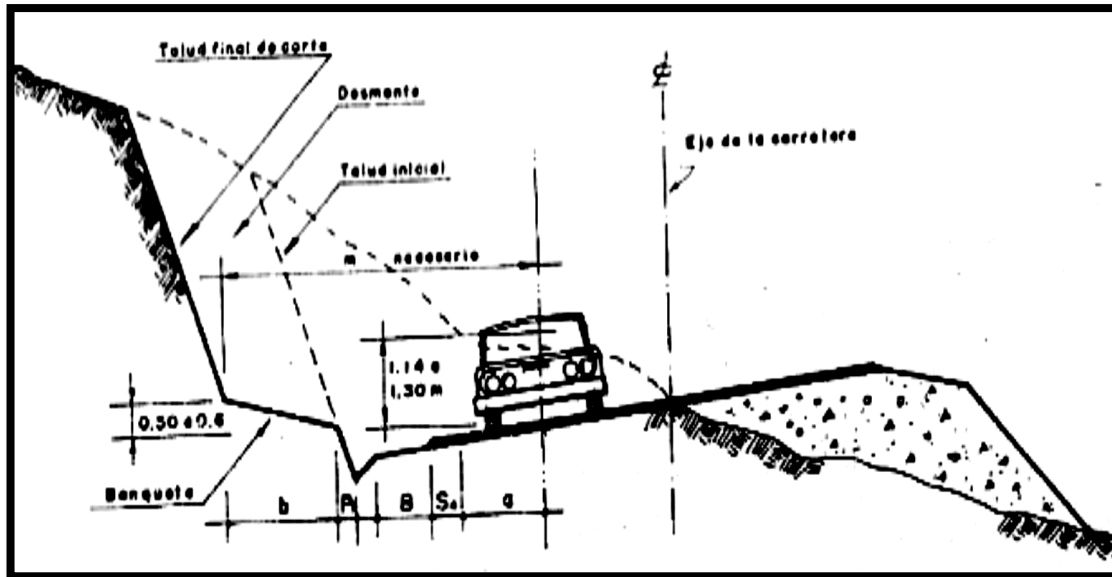 Talud final de corte
Desmonte
Talud inicial
Eje de la carretera
m necesario
1.14 a
1.30 m
0.50 a 0.6
Banqueta
b
B
a